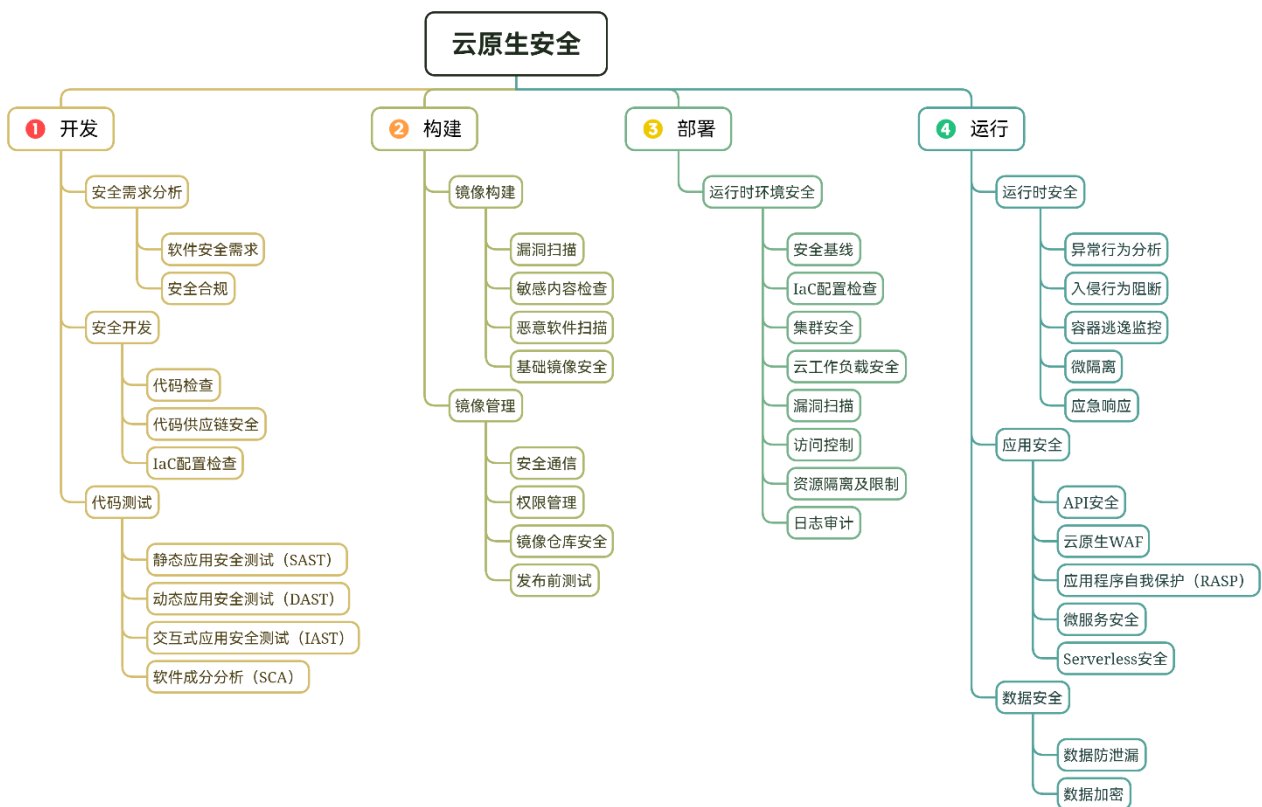 云原生安全
1 开发
安全需求分析
软件安全需求
安全合规
安全开发
代码检查
代码供应链安全
IaC配置检查
代码测试
静态应用安全测试（SAST）
动态应用安全测试（DAST）
交互式应用安全测试（IAST）
软件成分分析（SCA）
2 构建
镜像构建
漏洞扫描
敏感内容检查
恶意软件扫描
基础镜像安全
镜像管理
安全通信
权限管理
镜像仓库安全
发布前测试
3 部署
运行时环境安全
安全基线
IaC配置检查
集群安全
云工作负载安全
漏洞扫描
访问控制
资源隔离及限制
日志审计
4 运行
运行时安全
异常行为分析
入侵行为阻断
容器逃逸监控
微隔离
应急响应
应用安全
API安全
云原生WAF
应用程序自我保护（RASP）
微服务安全
Serverless安全
数据安全
数据防泄漏
数据加密